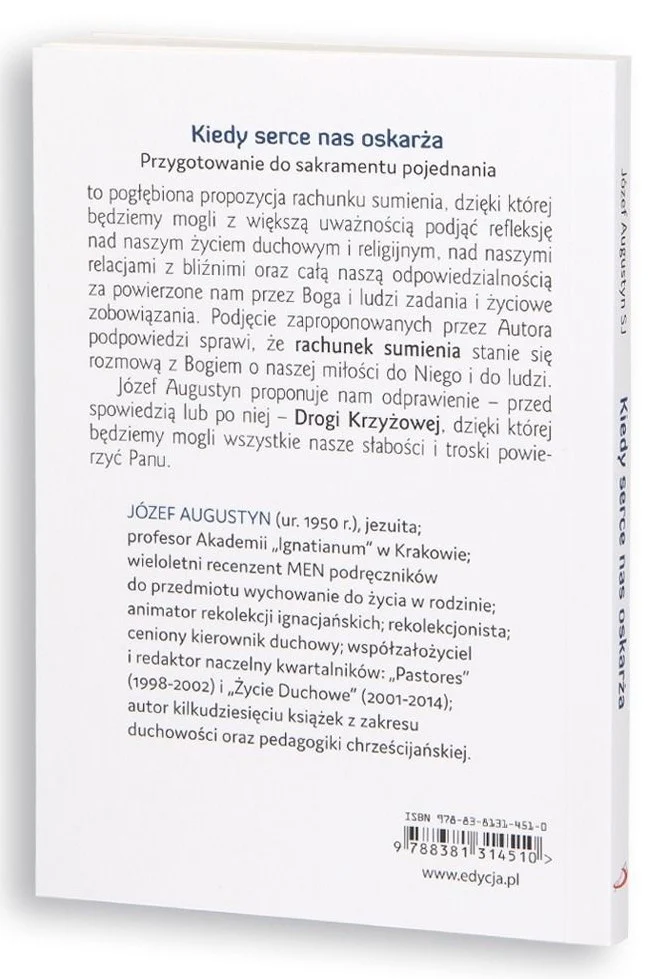 Kiedy serce nas oskarża
Przygotowanie do sakramentu pojednania
to pogłębiona propozycja rachunku sumienia, dzięki której
będziemy mogli z większą uważnością podjąć refleksję
nad naszym życiem duchowym i religijnym, nad naszymi
relacjami z bliźnimi oraz całą naszą odpowiedzialnością
za powierzone nam przez Boga i ludzi zadania i życiowe
zobowiązania. Podjęcie zaproponowanych przez Autora
podpowiedzi sprawi, że rachunek sumienia stanie się
rozmową z Bogiem o naszej miłości do Niego i do ludzi.
Józef Augustyn proponuje nam odprawienie – przed
spowiedzią lub po niej – Drogi Krzyżowej, dzięki której
będziemy mogli wszystkie nasze słabości i troski powie-
rzyć Panu.
JÓZEF AUGUSTYN (ur. 1950 r.), jezuita;
profesor Akademii „Ignatianum" w Krakowie;
wieloletni recenzent MEN podręczników
do przedmiotu wychowanie do życia w rodzinie;
animator rekolekcji ignacjańskich; rekolekcjonista;
ceniony kierownik duchowy; współzałożyciel
i redaktor naczelny kwartalników: „Pastores"
(1998-2002) i „Życie Duchowe" (2001-2014);
autor kilkudziesięciu książek z zakresu
duchowości oraz pedagogiki chrześcijańskiej.
ISBN 978-83-8131-451-0
9 788381 314510 >
www.edycja.pl
Józef Augustyn SJ
Kiedy serce nas oskarża